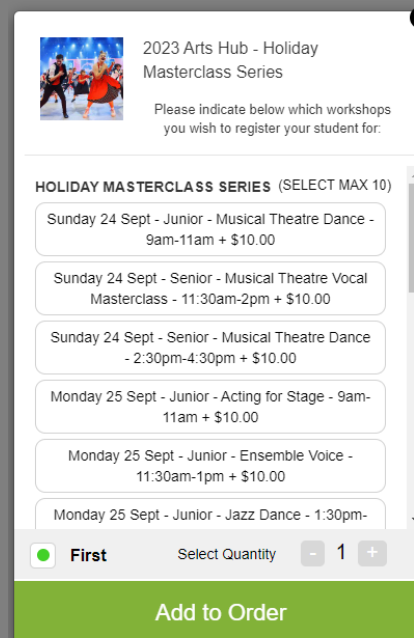 2023 Arts Hub - Holiday
Masterclass Series
Please indicate below which workshops
you wish to register your student for:
HOLIDAY MASTERCLASS SERIES (SELECT MAX 10)
Sunday 24 Sept - Junior - Musical Theatre Dance -
9am-11am + $10.00
Sunday 24 Sept - Senior - Musical Theatre Vocal
Masterclass - 11:30am-2pm + $10.00
Sunday 24 Sept - Senior - Musical Theatre Dance
- 2:30pm-4:30pm + $10.00
Monday 25 Sept - Junior - Acting for Stage - 9am-
11am + $10.00
Monday 25 Sept - Junior - Ensemble Voice -
11:30am-1pm + $10.00
Monday 25 Sept - Junior - Jazz Dance - 1:30pm-
First Select Quantity - 1 +
Add to Order